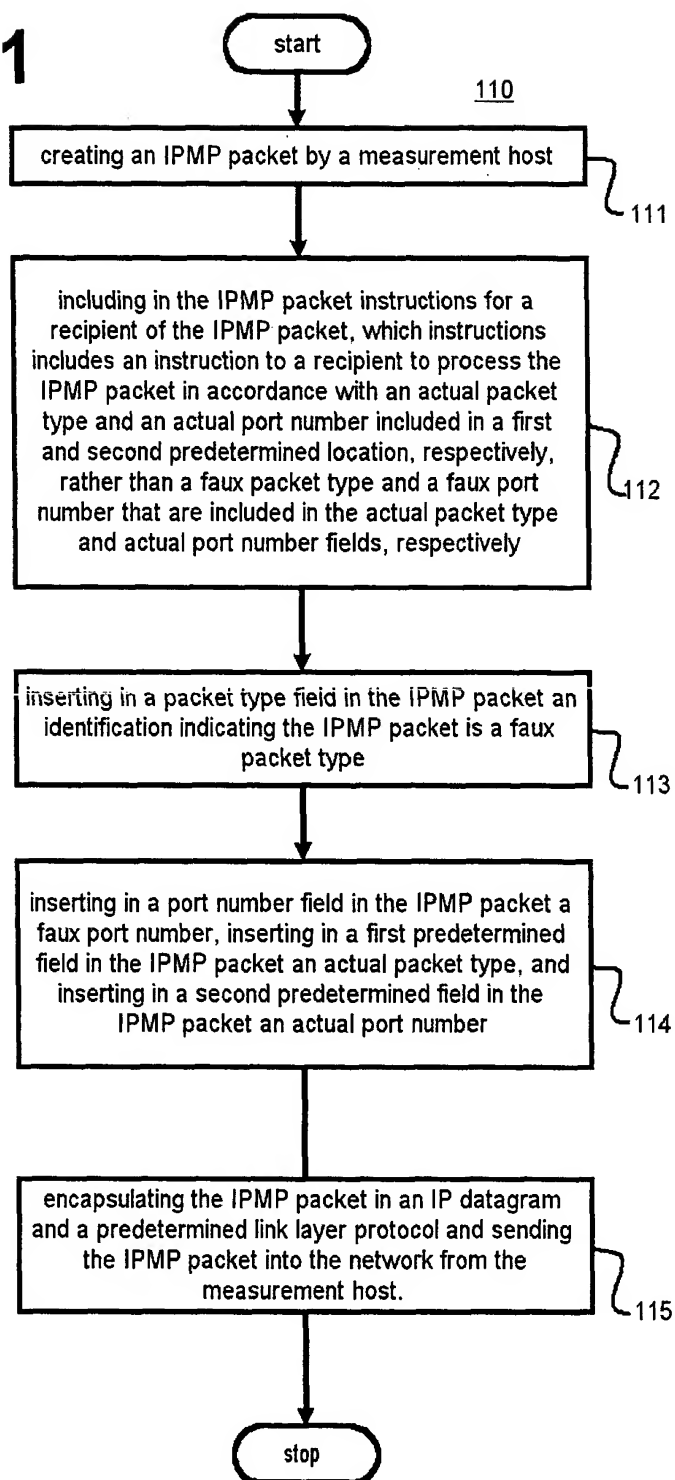 1
start
110
creating an IPMP packet by a measurement host
111
including in the IPMP packet instructions for a
recipient of the IPMP packet, which instructions
includes an instruction to a recipient to process the
IPMP packet in accordance with an actual packet
type and an actual port number included in a first
and second predetermined location, respectively,
rather than a faux packet type and a faux port
number that are included in the actual packet type
and actual port number fields, respectively
112
inserting in a packet type field in the IPMP packet an
identification indicating the IPMP packet is a faux
packet type
113
inserting in a port number field in the IPMP packet a
faux port number, inserting in a first predetermined
field in the IPMP packet an actual packet type, and
inserting in a second predetermined field in the
IPMP packet an actual port number
114
encapsulating the IPMP packet in an IP datagram
and a predetermined link layer protocol and sending
the IPMP packet into the network from the
measurement host.
115
stop